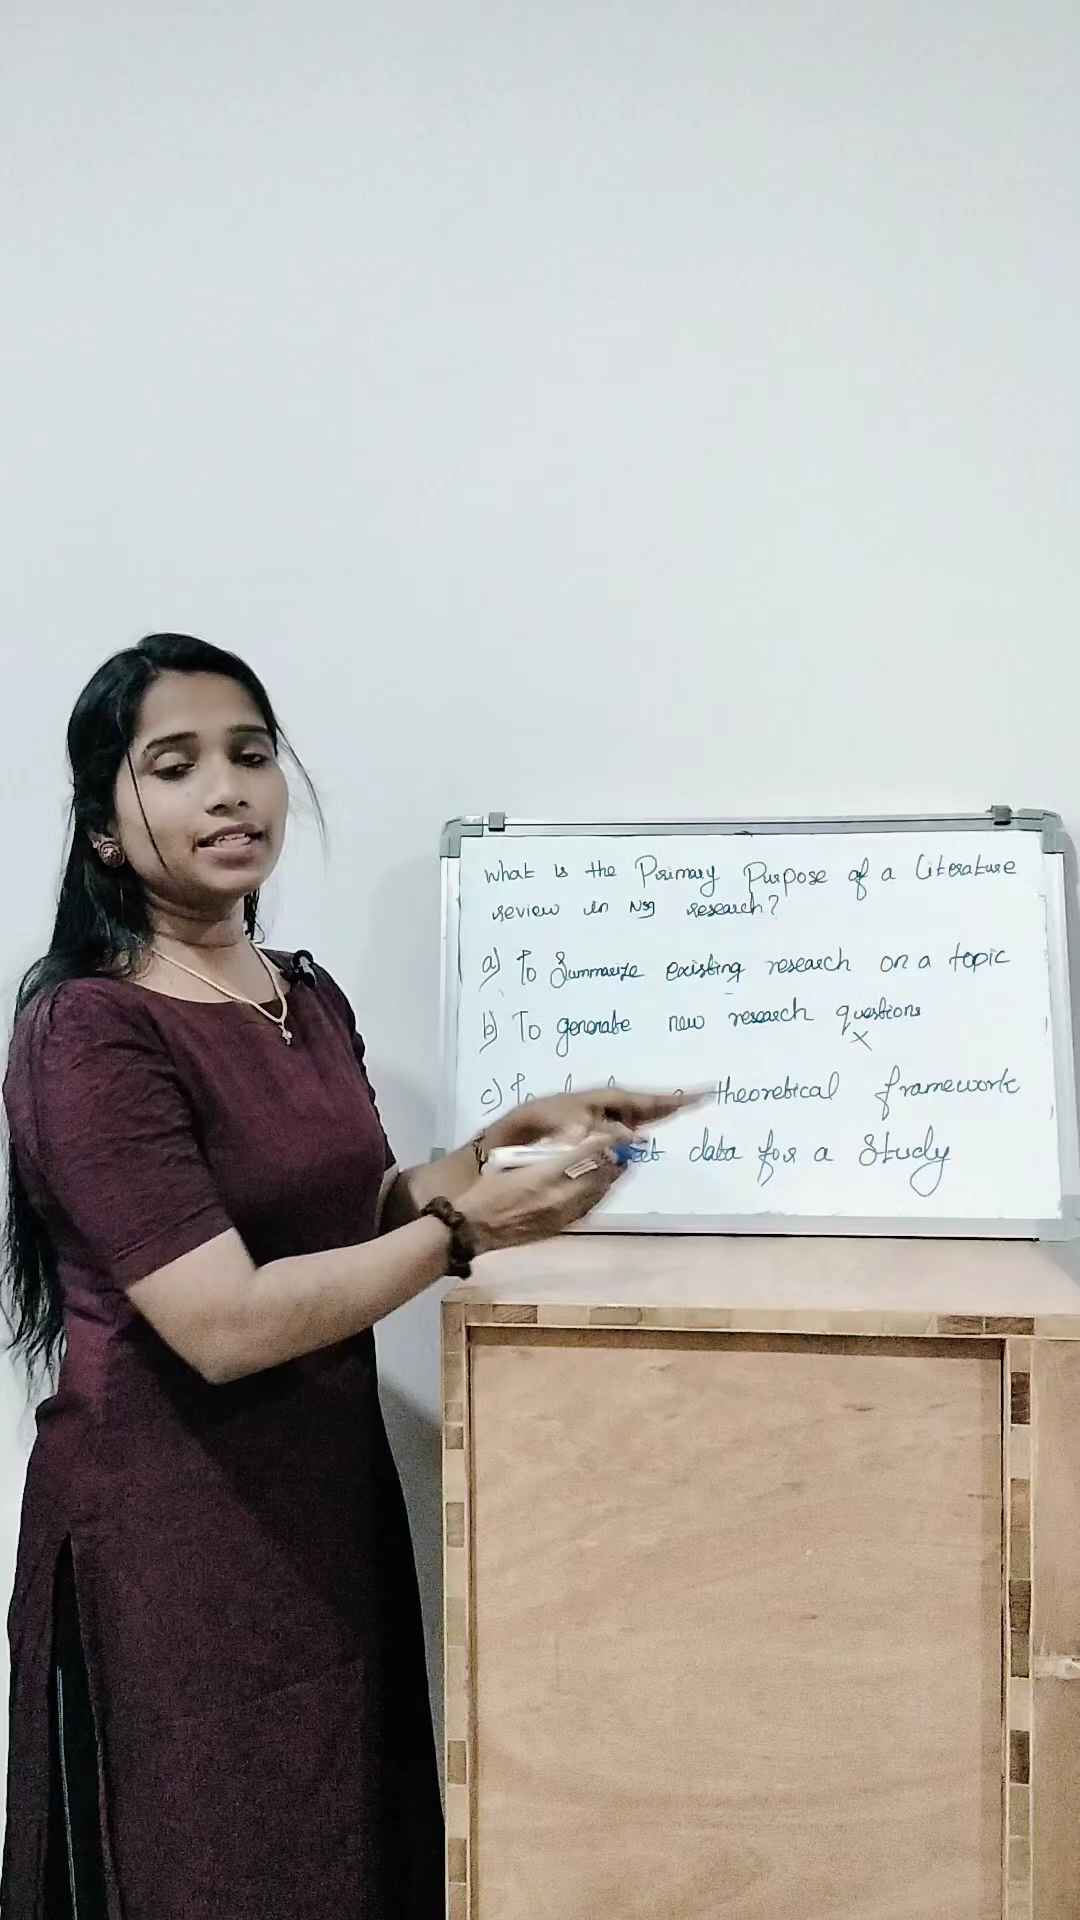 what is the Primary Purpose of a Literature
review in Nsg research?
a) To Summarize existing research on a topic
b) To generate new research questions
x
c) To theoretical framework
data for a Study